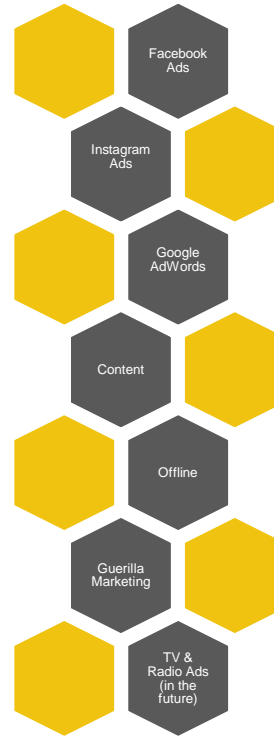 Facebook
Ads
Instagram
Ads
Google
AdWords
Content
Offline
Guerilla
Marketing
TV &
Radio Ads
(in the
future)